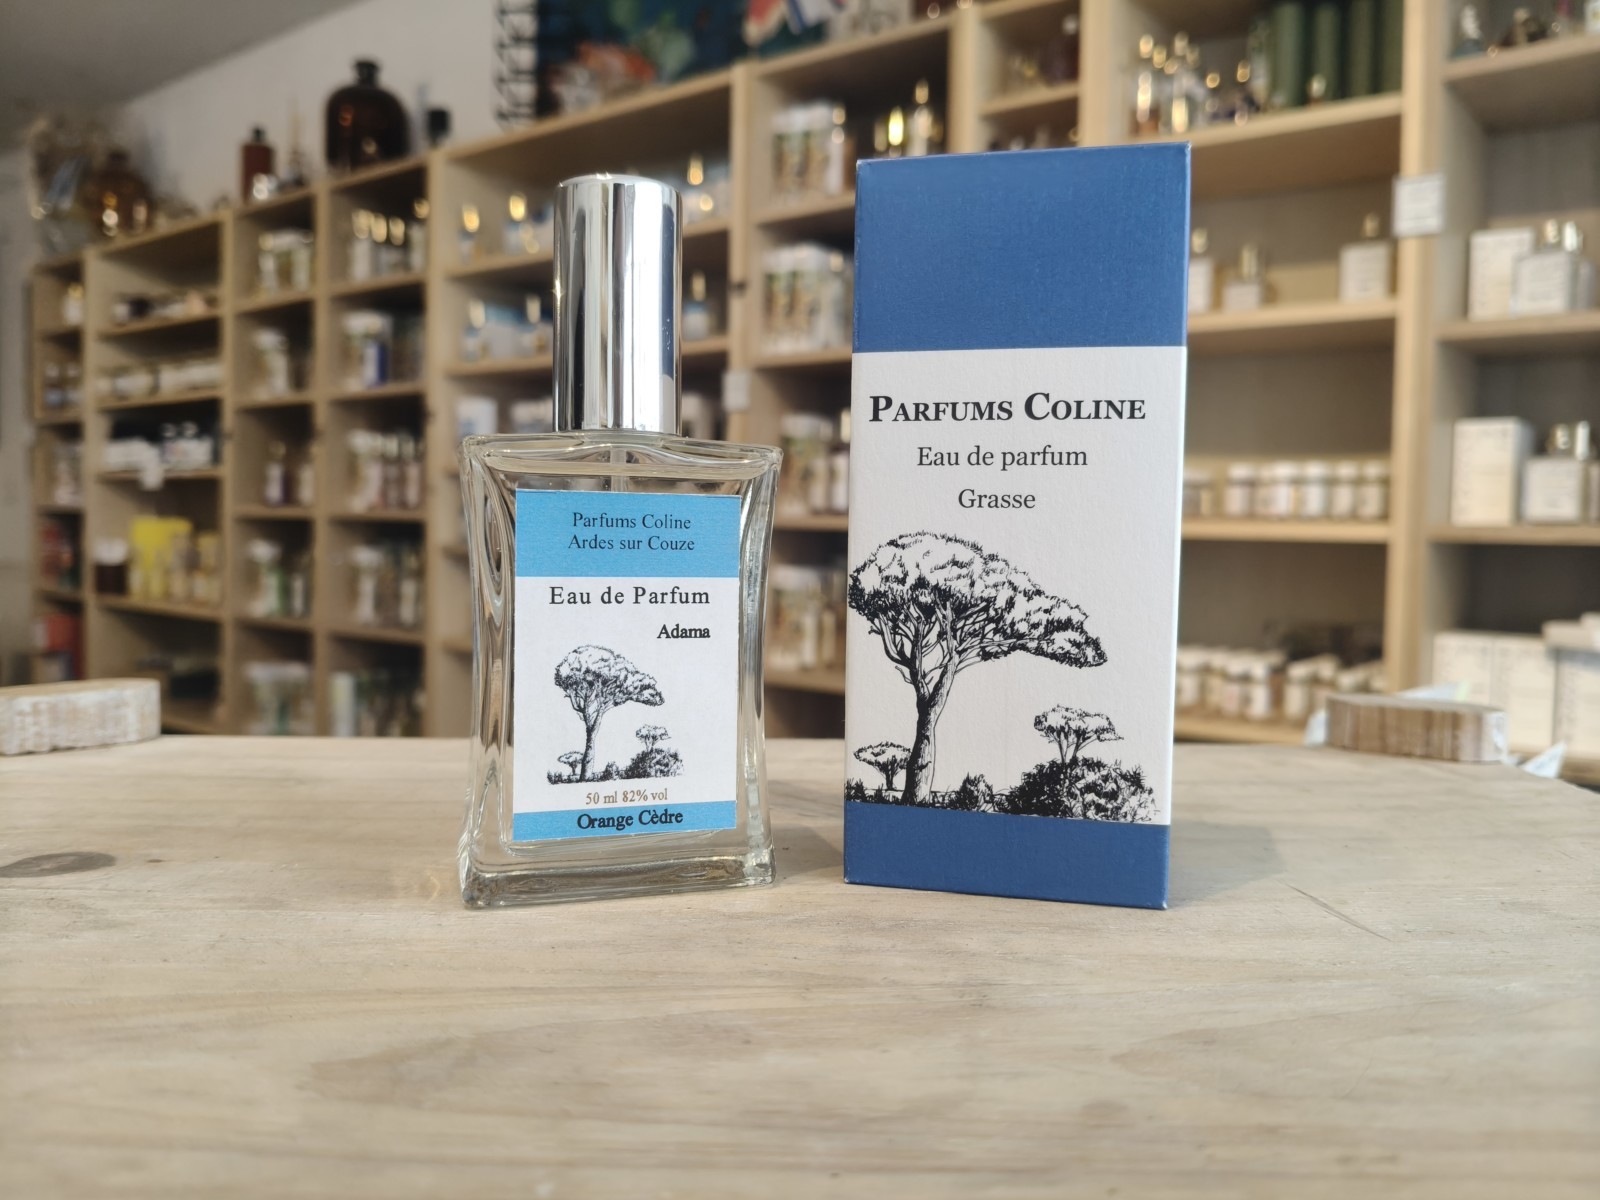 Parfums Coline
Ardes sur Couze
Eau de Parfum
Adama
50 ml 82% vol
Orange Cèdre
PARFUMS COLINE
Eau de parfum
Grasse